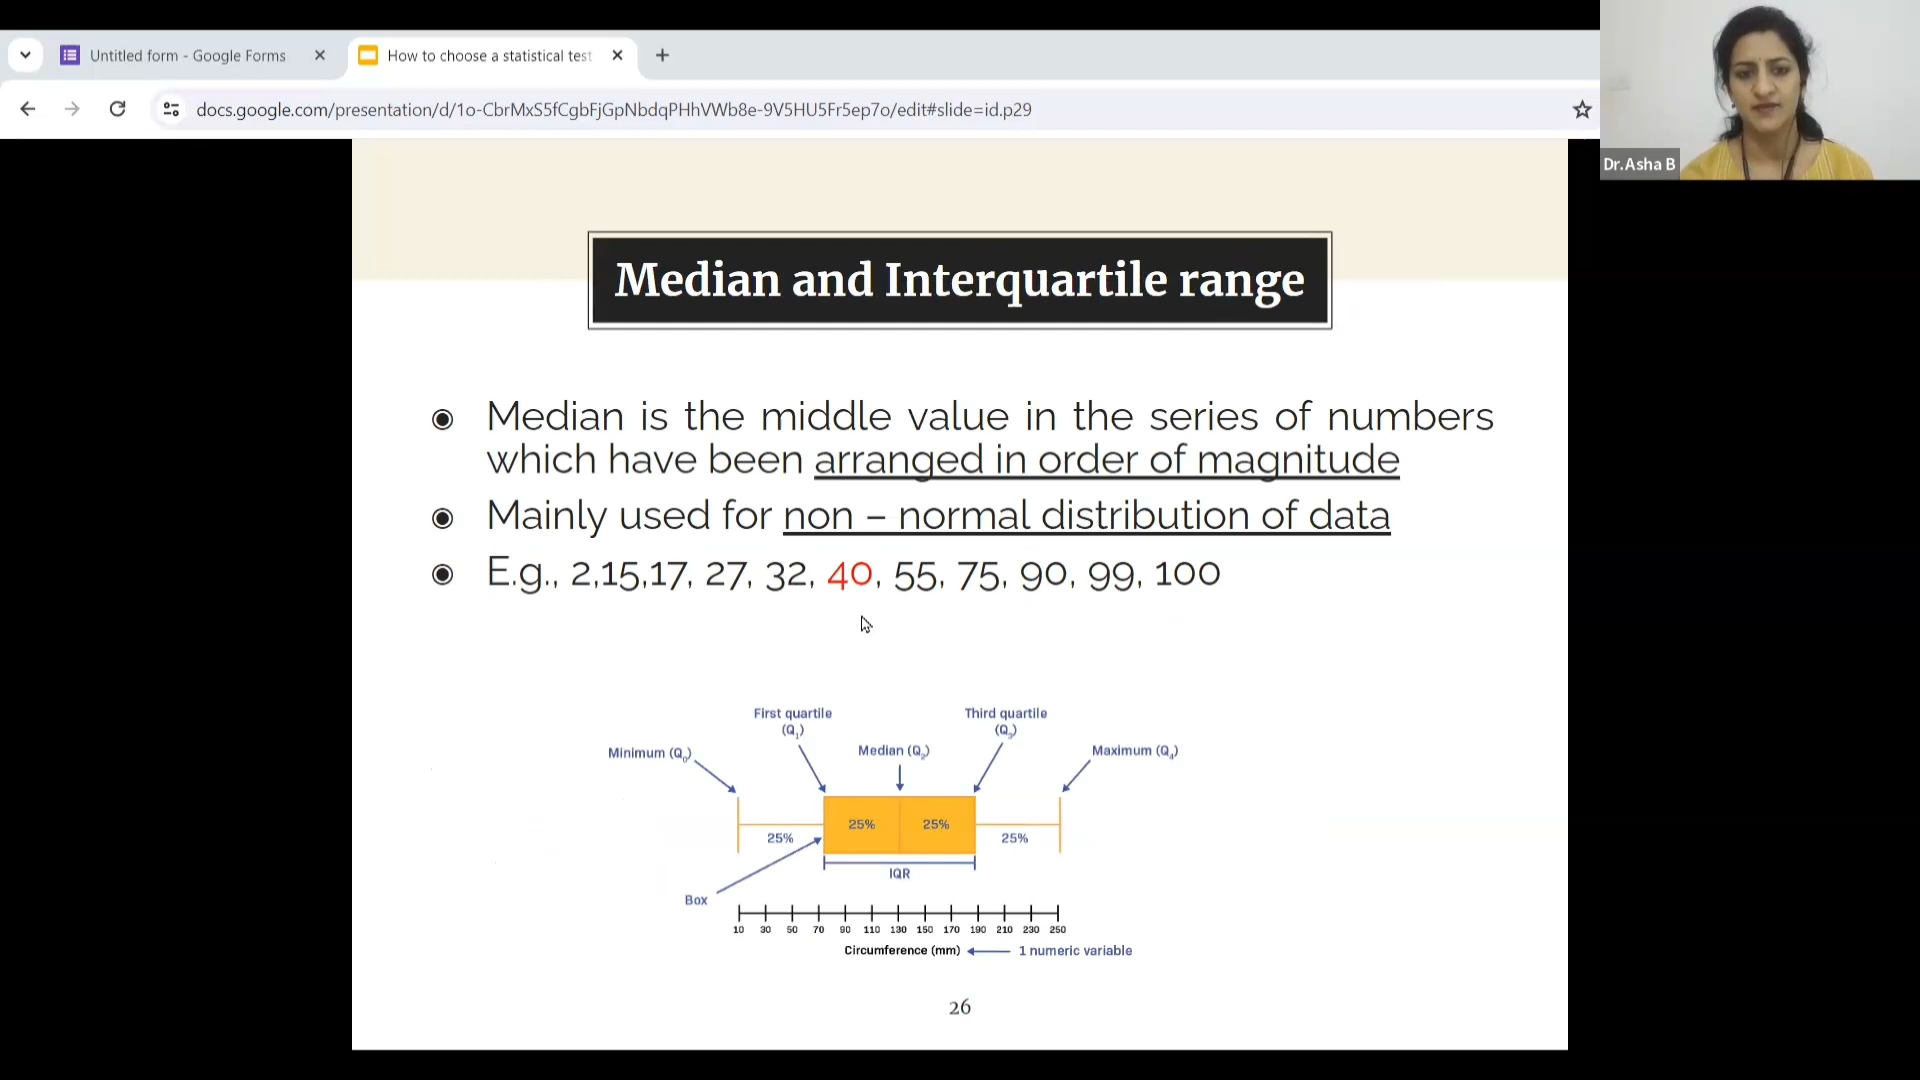 Untitled form - Google Forms
How to choose a statistical test
docs.google.com/presentation/d/1o-CbrMxS5fCgbFjGpNbdqPHhVWb8e-9V5HU5Fr5ep7o/edit#slide=id.p29
Dr.Asha B
Median and Interquartile range
Median is the middle value in the series of numbers
which have been arranged in order of magnitude
Mainly used for non – normal distribution of data
E.g., 2,15,17, 27, 32, 40, 55, 75, 90, 99, 100
First quartile
(Q₁)
Third quartile
(Q₃)
Minimum (Q₀)
Median (Q₂)
Maximum (Q₄)
25%
25%
25%
25%
IQR
Box
10 30 50 70 90 110 130 150 170 190 210 230 250
Circumference (mm)
1 numeric variable
26